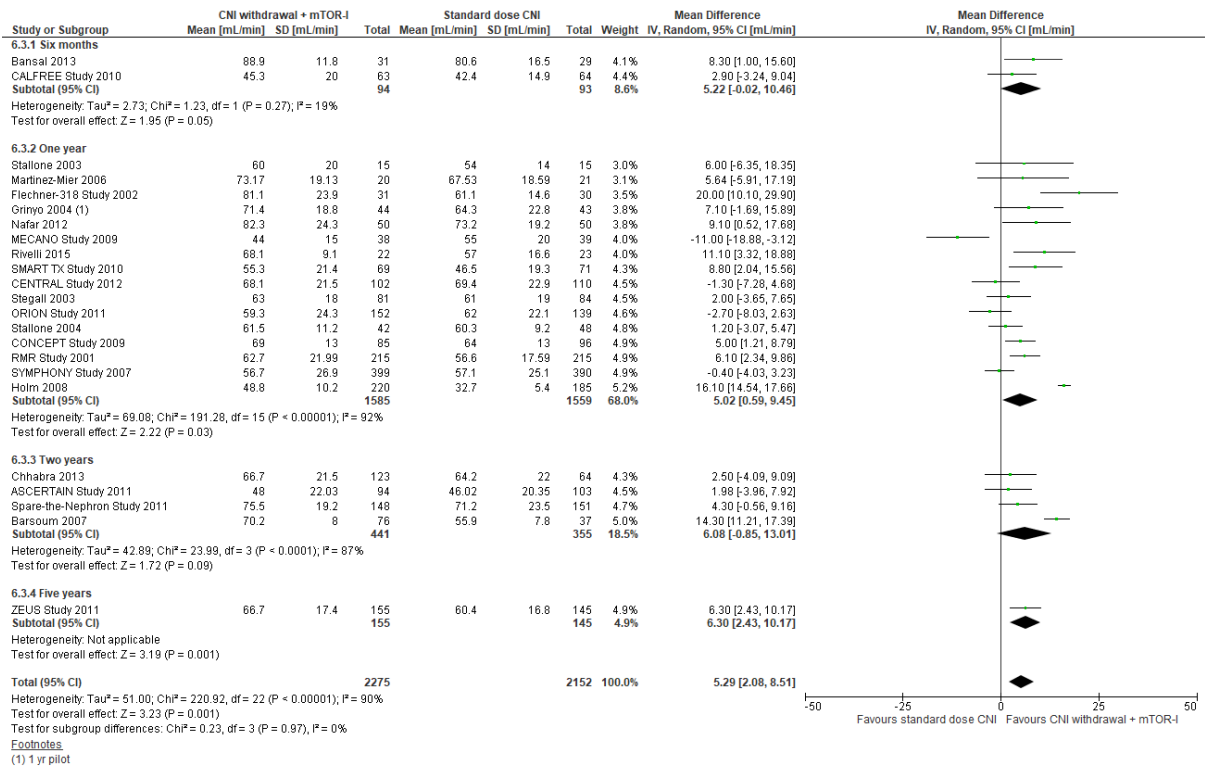 CNI withdrawal + mTOR-I Standard dose CNI Mean Difference Mean Difference
Study or Subgroup Mean [mL/min] SD [mL/min] Total Mean [mL/min] SD [mL/min] Total Weight IV, Random, 95% CI [mL/min] IV, Random, 95% CI [mL/min]
6.3.1 Six months
Bansal 2013 88.9 11.8 31 80.6 16.5 29 4.1% 8.30 [1.00, 15.60]
CALFREE Study 2010 45.3 20 63 42.4 14.9 64 4.4% 2.90 [-3.24, 9.04]
Subtotal (95% CI) 94 93 8.6% 5.22 [-0.02, 10.46]
Heterogeneity: Tau² = 2.73; Chi² = 1.23, df = 1 (P = 0.27); I² = 19%
Test for overall effect: Z = 1.95 (P = 0.05)
6.3.2 One year
Stallone 2003 60 20 15 54 14 15 3.0% 6.00 [-6.35, 18.35]
Martinez-Mier 2006 73.17 19.13 20 67.53 18.59 21 3.1% 5.64 [-5.91, 17.19]
Flechner-318 Study 2002 81.1 23.9 31 61.1 14.6 30 3.5% 20.00 [10.10, 29.90]
Grinyo 2004 (1) 71.4 18.8 44 64.3 22.8 43 3.8% 7.10 [-1.69, 15.89]
Nafar 2012 82.3 24.3 50 73.2 19.2 50 3.8% 9.10 [0.52, 17.68]
MECANO Study 2009 44 15 38 55 20 39 4.0% -11.00 [-18.88, -3.12]
Rivelli 2015 68.1 9.1 22 57 16.6 23 4.0% 11.10 [3.32, 18.88]
SMART TX Study 2010 55.3 21.4 69 46.5 19.3 71 4.3% 8.80 [2.04, 15.56]
CENTRAL Study 2012 68.1 21.5 102 69.4 22.9 110 4.5% -1.30 [-7.28, 4.68]
Stegall 2003 63 18 81 61 19 84 4.5% 2.00 [-3.65, 7.65]
ORION Study 2011 59.3 24.3 152 62 22.1 139 4.6% -2.70 [-8.03, 2.63]
Stallone 2004 61.5 11.2 42 60.3 9.2 48 4.8% 1.20 [-3.07, 5.47]
CONCEPT Study 2009 69 13 85 64 13 96 4.9% 5.00 [1.21, 8.79]
RMR Study 2001 62.7 21.99 215 56.6 17.59 215 4.9% 6.10 [2.34, 9.86]
SYMPHONY Study 2007 56.7 26.9 399 57.1 25.1 390 4.9% -0.40 [-4.03, 3.23]
Holm 2008 48.8 10.2 220 32.7 5.4 185 5.2% 16.10 [14.54, 17.66]
Subtotal (95% CI) 1585 1559 68.0% 5.02 [0.59, 9.45]
Heterogeneity: Tau² = 69.08; Chi² = 191.28, df = 15 (P < 0.00001); I² = 92%
Test for overall effect: Z = 2.22 (P = 0.03)
6.3.3 Two years
Chhabra 2013 66.7 21.5 123 64.2 22 64 4.3% 2.50 [-4.09, 9.09]
ASCERTAIN Study 2011 48 22.03 94 46.02 20.35 103 4.5% 1.98 [-3.96, 7.92]
Spare-the-Nephron Study 2011 75.5 19.2 148 71.2 23.5 151 4.7% 4.30 [-0.56, 9.16]
Barsoum 2007 70.2 8 76 55.9 7.8 37 5.0% 14.30 [11.21, 17.39]
Subtotal (95% CI) 441 355 18.5% 6.08 [-0.85, 13.01]
Heterogeneity: Tau² = 42.89; Chi² = 23.99, df = 3 (P < 0.0001); I² = 87%
Test for overall effect: Z = 1.72 (P = 0.09)
6.3.4 Five years
ZEUS Study 2011 66.7 17.4 155 60.4 16.8 145 4.9% 6.30 [2.43, 10.17]
Subtotal (95% CI) 155 145 4.9% 6.30 [2.43, 10.17]
Heterogeneity: Not applicable
Test for overall effect: Z = 3.19 (P = 0.001)
Total (95% CI) 2275 2152 100.0% 5.29 [2.08, 8.51]
Heterogeneity: Tau² = 51.00; Chi² = 220.92, df = 22 (P < 0.00001); I² = 90%
Test for overall effect: Z = 3.23 (P = 0.001)
Test for subgroup differences: Chi² = 0.23, df = 3 (P = 0.97), I² = 0%
-50 -25 0 25 50
Favours standard dose CNI Favours CNI withdrawal + mTOR-I
Footnotes
(1) 1 yr pilot